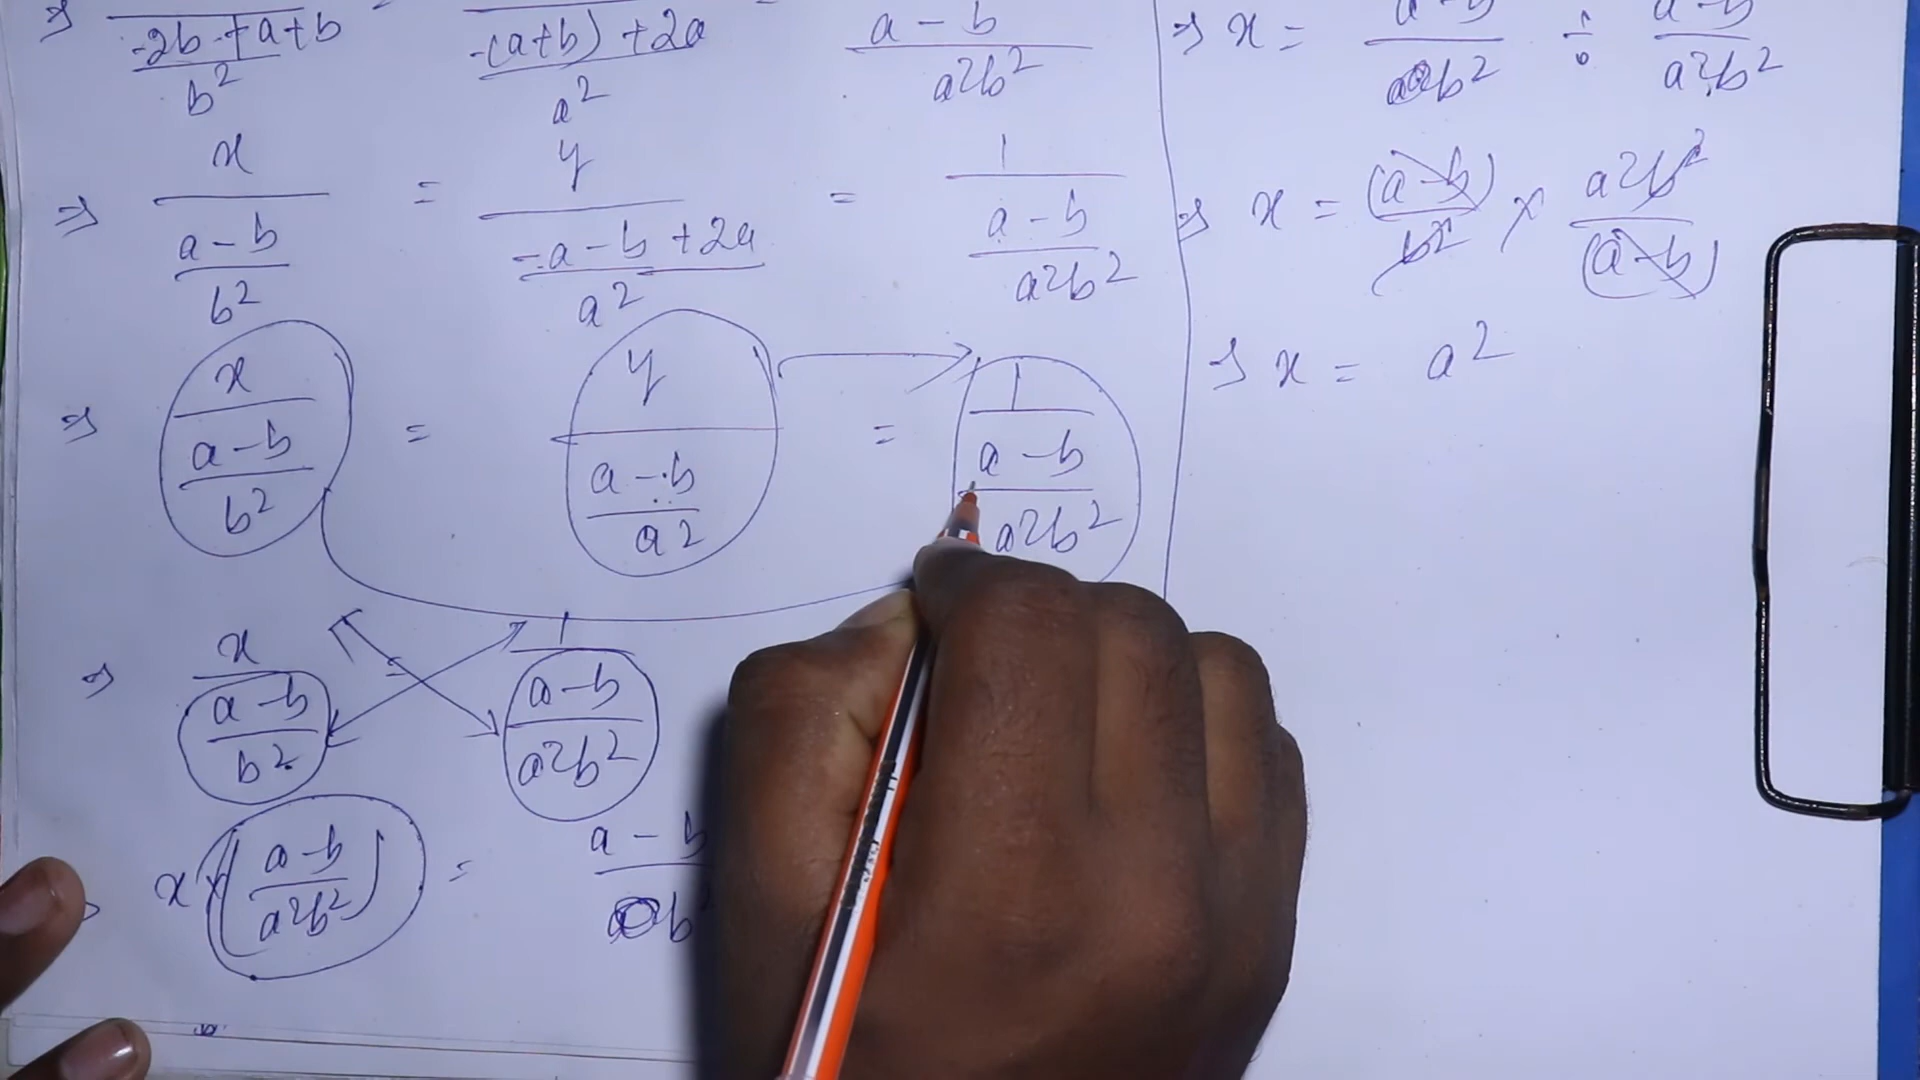 ⇒ ─── = ─── = ───
(-2b+a+b)/b² (-(a+b)+2a)/a² (a-b)/(a²b²)
⇒ x/((a-b)/b²) = y/((-a-b+2a)/a²) = 1/((a-b)/(a²b²))
⇒ x/((a-b)/b²) = y/((a-b)/a²) = 1/((a-b)/(a²b²))
⇒ x/((a-b)/b²) = 1/((a-b)/(a²b²))
x × ((a-b)/(a²b²)) = (a-b)/b
⇒ x = (a-b)/b² ÷ (a-b)/(a²b²)
⇒ x = (a-b)/b² × a²b²/(a-b)
⇒ x = a²